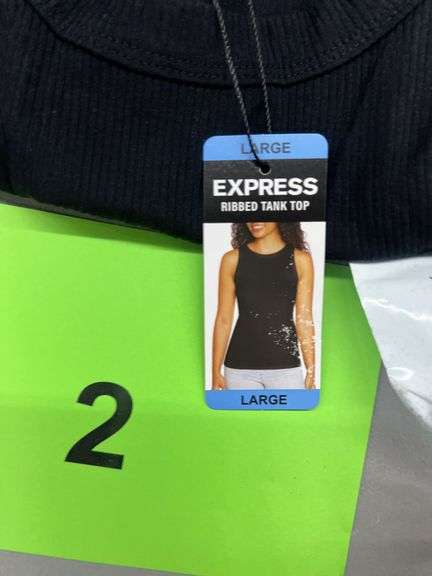 LARGE
EXPRESS
RIBBED TANK TOP
LARGE
2